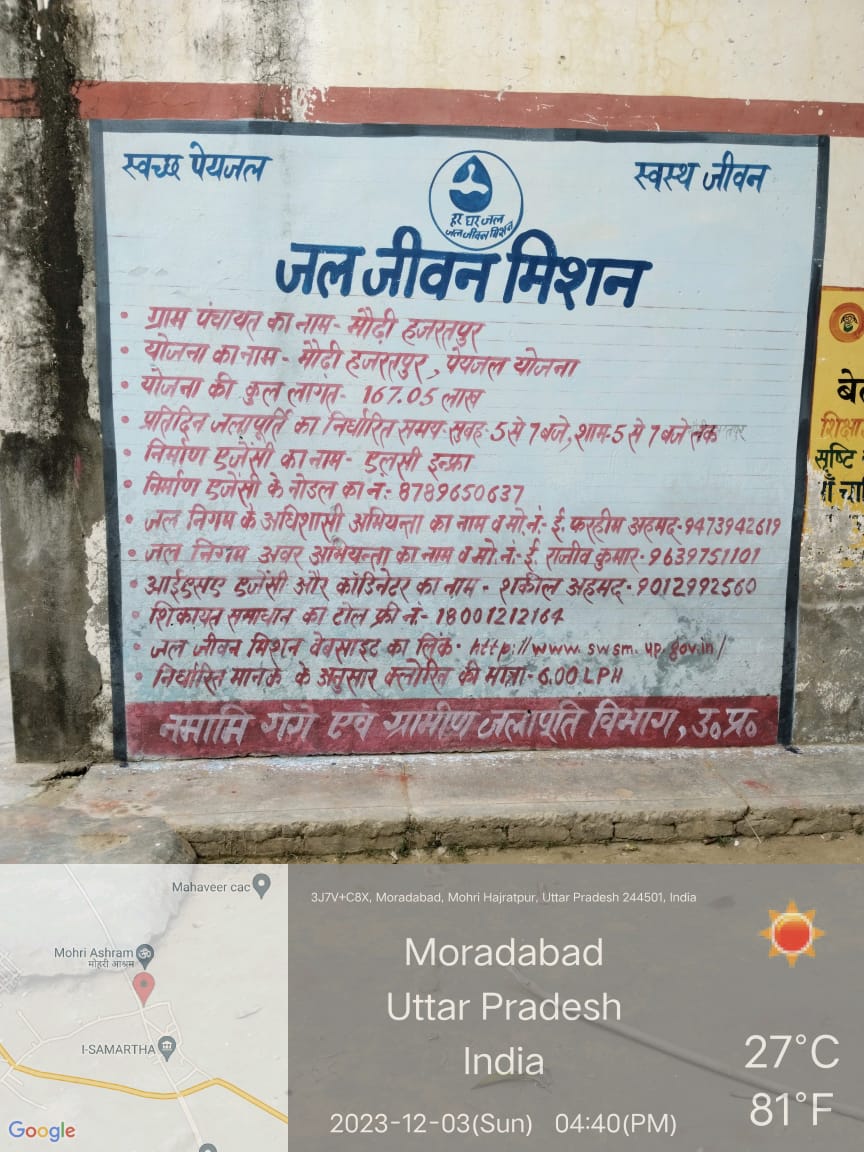 स्वच्छ पेयजल
स्वस्थ जीवन
हर घर जल
जल जीवन मिशन
जल जीवन मिशन
• ग्राम पंचायत का नाम - मौढ़ी हजरतपुर
• योजना का नाम - मौढ़ी हजरतपुर, पेयजल योजना
• योजना की कुल लागत- 167.05 लाख
• प्रतिदिन जलापूर्ति का निर्धारित समय-सुबह-5 से 7 बजे, शाम-5 से 7 बजे तक
• निर्माण एजेंसी का नाम- एलसी इन्फ्रा
• निर्माण एजेंसी के नोडल का नं: 8789650637
• जल निगम के अधिशासी अभियन्ता का नाम व मो.नं.- ई. फरहीम अहमद-9473942619
• जल निगम अवर अभियन्ता का नाम व मो.नं: ई. राजीव कुमार-9639751101
• आईएसए एजेंसी और कॉडिनेटर का नाम - शकील अहमद-9012992560
• शिकायत समाधान का टोल फ्री नं- 18001212164
• जल जीवन मिशन वेबसाइट का लिंक- http://www.swsm.up.gov.in/
• निर्धारित मानक के अनुसार क्लोरिन की मात्रा- 6.00 LPH
नमामि गंगे एवं ग्रामीण जलापूर्ति विभाग, उ०प्र०
बे
शिक्षा
सृष्टि
Mahaveer cac
Mohri Ashram
मोहरी आश्रम
I-SAMARTHA
Google
3J7V+C8X, Moradabad, Mohri Hajratpur, Uttar Pradesh 244501, India
Moradabad
Uttar Pradesh
India
2023-12-03(Sun) 04:40(PM)
27°C
81°F